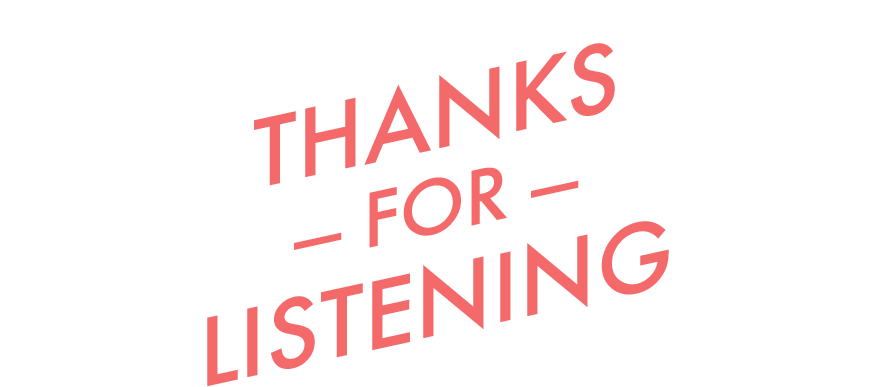 THANKS
— FOR —
LISTENING